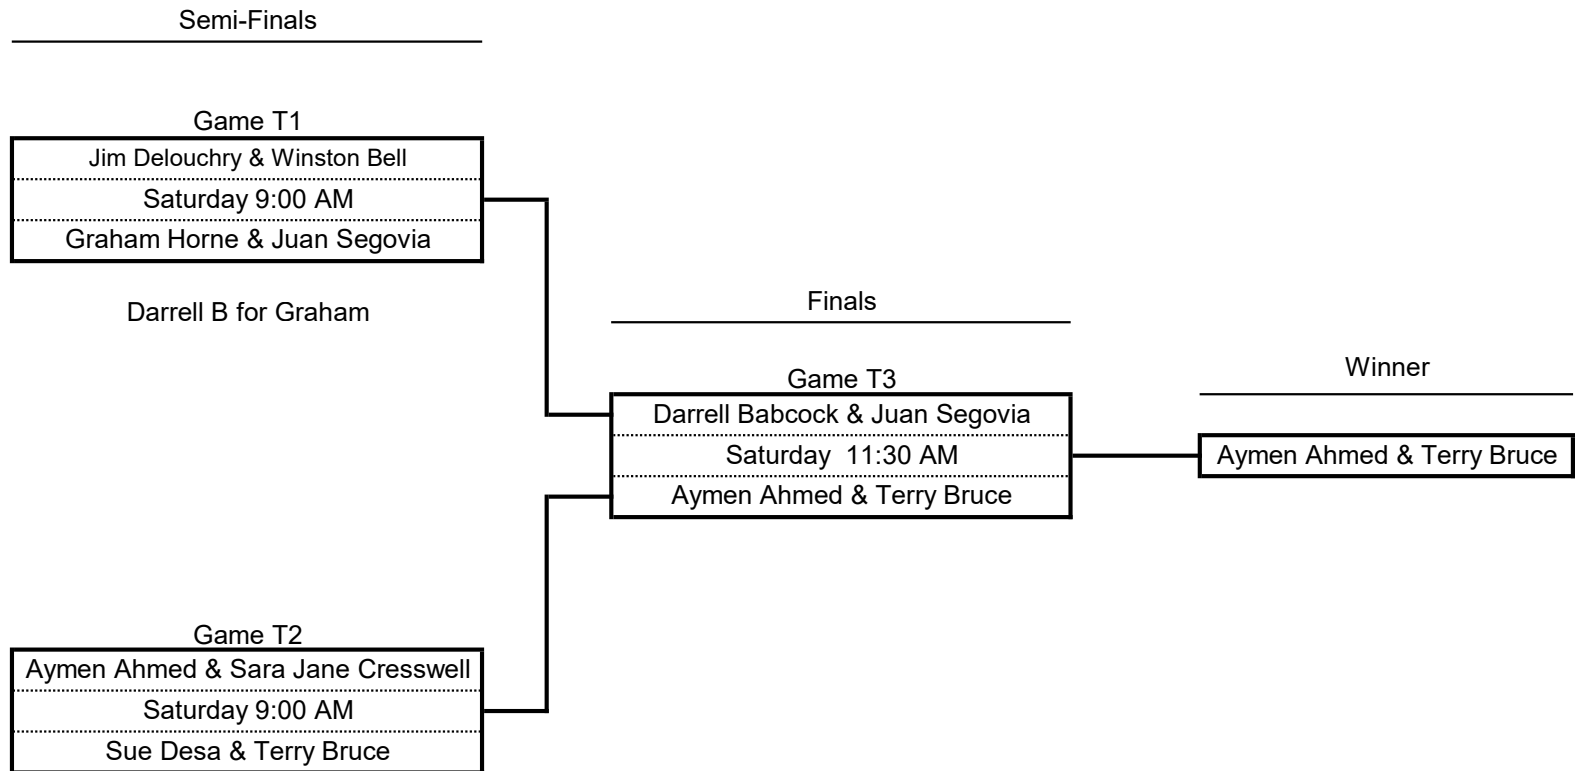 Semi-Finals
Game T1
Jim Delouchry & Winston Bell
Saturday 9:00 AM
Graham Horne & Juan Segovia
Darrell B for Graham
Finals
Game T3
Darrell Babcock & Juan Segovia
Saturday  11:30 AM
Aymen Ahmed & Terry Bruce
Winner
Aymen Ahmed & Terry Bruce
Game T2
Aymen Ahmed & Sara Jane Cresswell
Saturday 9:00 AM
Sue Desa & Terry Bruce